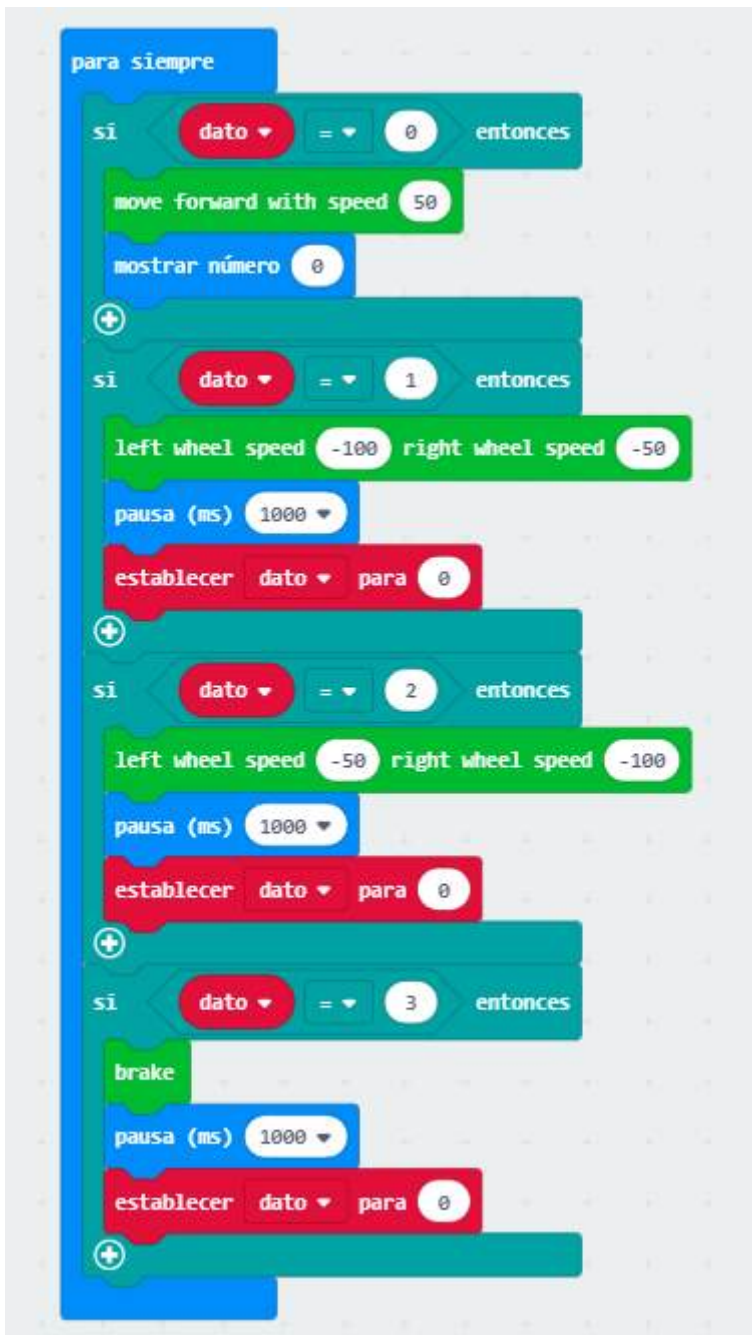 para siempre
si dato = 0 entonces
move forward with speed 50
mostrar número 0
si dato = 1 entonces
left wheel speed -100 right wheel speed -50
pausa (ms) 1000
establecer dato para 0
si dato = 2 entonces
left wheel speed -50 right wheel speed -100
pausa (ms) 1000
establecer dato para 0
si dato = 3 entonces
brake
pausa (ms) 1000
establecer dato para 0